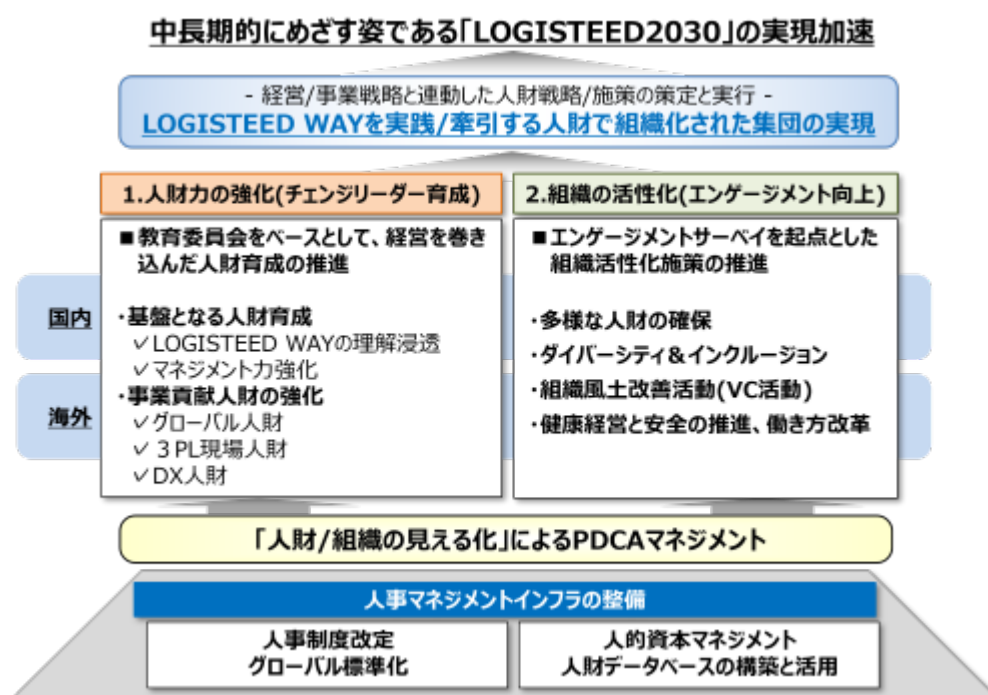 中長期的にめざす姿である「LOGISTEED2030」の実現加速
- 経営/事業戦略と連動した人財戦略/施策の策定と実行 -
LOGISTEED WAYを実践/牽引する人財で組織化された集団の実現
1.人財力の強化(チェンジリーダー育成)
■教育委員会をベースとして、経営を巻き
込んだ人財育成の推進
・基盤となる人財育成
✓LOGISTEED WAYの理解浸透
✓マネジメント力強化
・事業貢献人財の強化
✓グローバル人財
✓３PL現場人財
✓DX人財
2.組織の活性化(エンゲージメント向上)
■エンゲージメントサーベイを起点とした
組織活性化施策の推進
・多様な人財の確保
・ダイバーシティ&インクルージョン
・組織風土改善活動(VC活動)
・健康経営と安全の推進、働き方改革
国内
海外
「人財/組織の見える化」によるPDCAマネジメント
人事マネジメントインフラの整備
人事制度改定
グローバル標準化
人的資本マネジメント
人財データベースの構築と活用